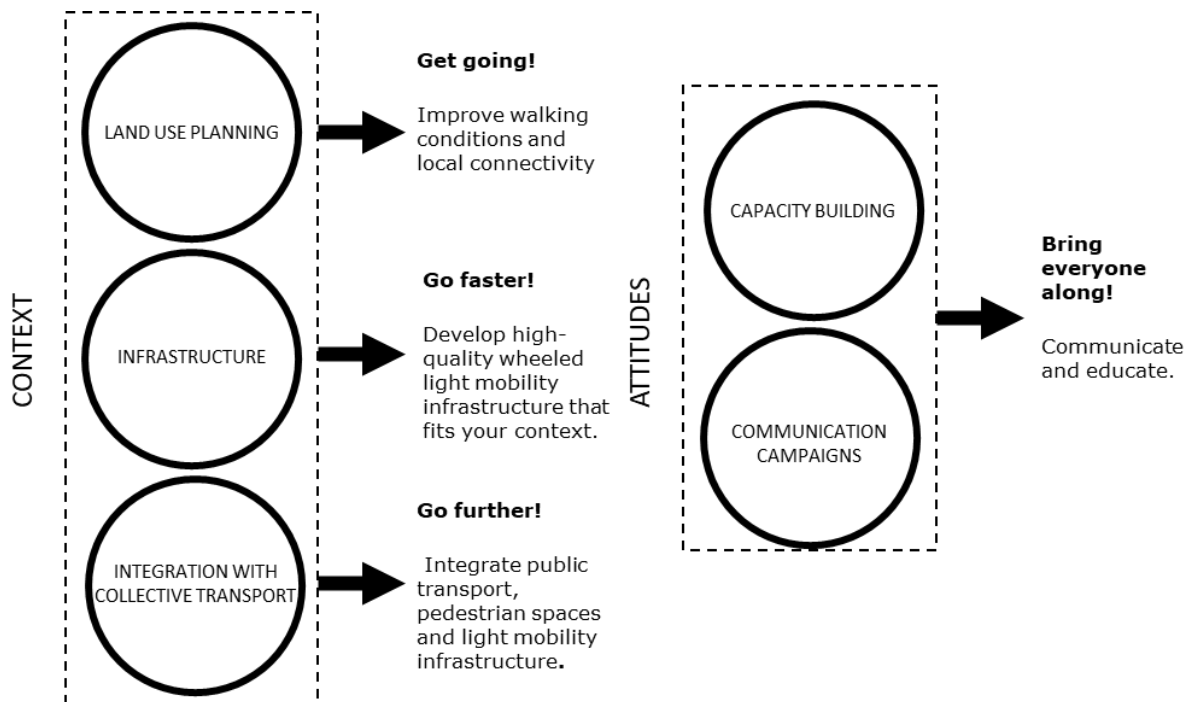 CONTEXT
LAND USE PLANNING
Get going!
Improve walking
conditions and
local connectivity
INFRASTRUCTURE
Go faster!
Develop high-
quality wheeled
light mobility
infrastructure that
fits your context.
INTEGRATION WITH
COLLECTIVE TRANSPORT
Go further!
Integrate public
transport,
pedestrian spaces
and light mobility
infrastructure.
ATTITUDES
CAPACITY BUILDING
COMMUNICATION
CAMPAIGNS
Bring
everyone
along!
Communicate
and educate.